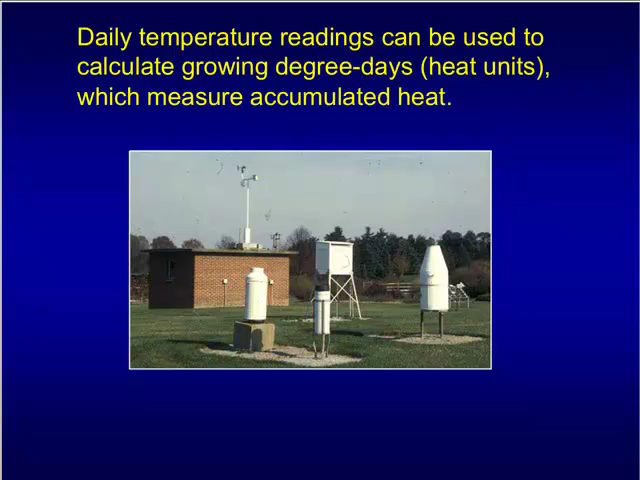 Daily temperature readings can be used to
calculate growing degree-days (heat units),
which measure accumulated heat.